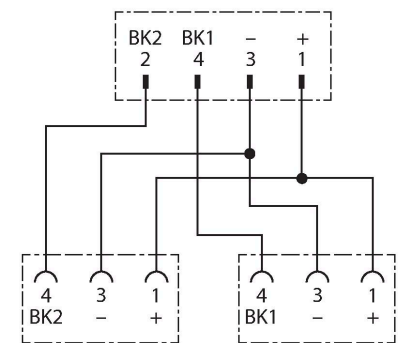 BK2 BK1 – +
2 4 3 1
4 3 1
BK2 – +
4 3 1
BK1 – +